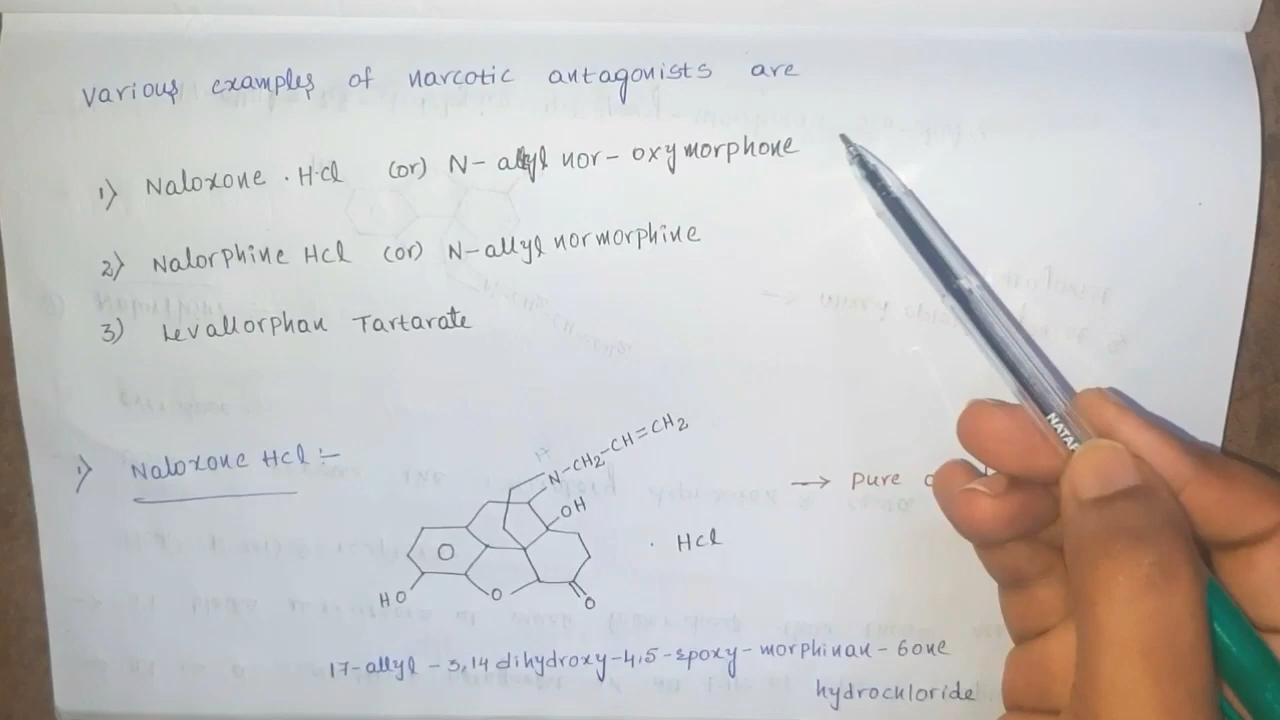 various examples of narcotic antagonists are
1) Naloxone . HCl (or) N- allyl nor- oxymorphone
2) Nalorphine HCl (or) N-allyl normorphine
3) Levallorphan Tartarate
1) Naloxone HCl :-
N-CH2-CH=CH2
OH
→ pure
. HCl
HO
O
O
17-allyl - 3,14 dihydroxy-4,5-epoxy-morphinan-6one
hydrochloride
NATAR